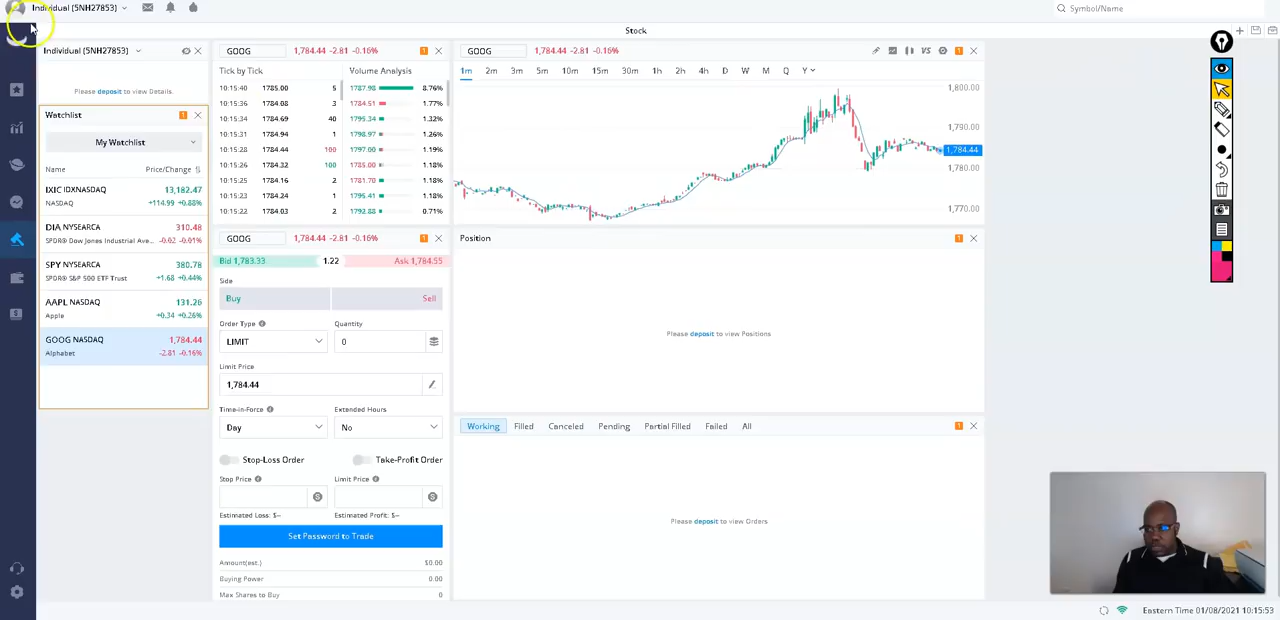 Individual (5NH27853)
Symbol/Name
Stock
Individual (5NH27853)
Please deposit to view Details.
Watchlist
1
My Watchlist
Name Price/Change
IXIC IDXNASDAQ 13,182.47
NASDAQ +114.99 +0.88%
DIA NYSEARCA 310.48
SPDR® Dow Jones Industrial Ave... -0.02 -0.01%
SPY NYSEARCA 380.78
SPDR® S&P 500 ETF Trust +1.68 +0.44%
AAPL NASDAQ 131.26
Apple +0.34 +0.26%
GOOG NASDAQ 1,784.44
Alphabet -2.81 -0.16%
GOOG 1,784.44 -2.81 -0.16% 1
Tick by Tick Volume Analysis
10:15:40 1785.00 5 1787.98 8.76%
10:15:36 1784.08 3 1784.51 1.77%
10:15:34 1784.69 40 1795.34 1.32%
10:15:31 1784.94 1 1798.97 1.26%
10:15:28 1784.44 100 1797.00 1.19%
10:15:26 1784.32 100 1785.00 1.18%
10:15:25 1784.16 2 1781.70 1.18%
10:15:23 1784.24 1 1795.41 1.18%
10:15:22 1784.03 2 1792.88 0.71%
GOOG 1,784.44 -2.81 -0.16% 1
Bid 1,783.33 1.22 Ask 1,784.55
Side
Buy Sell
Order Type Quantity
LIMIT 0
Limit Price
1,784.44
Time-in-Force Extended Hours
Day No
Stop-Loss Order Take-Profit Order
Stop Price Limit Price
Estimated Loss: $-- Estimated Profit: $--
Set Password to Trade
Amount(est.) $0.00
Buying Power 0.00
Max Shares to Buy 0
GOOG 1,784.44 -2.81 -0.16% VS 1
1m 2m 3m 5m 10m 15m 30m 1h 2h 4h D W M Q Y
1,800.00
1,790.00
1,784.44
1,780.00
1,770.00
Position 1
Please deposit to view Positions
Working Filled Canceled Pending Partial Filled Failed All 1
Please deposit to view Orders
Eastern Time 01/08/2021 10:15:53